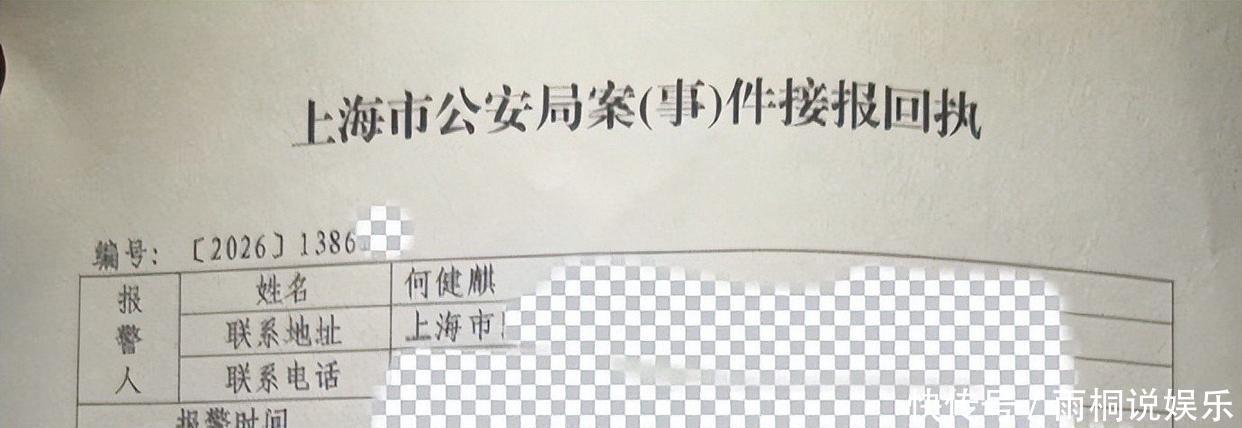 上海市公安局案(事)件接报回执
编号：〔2026〕1386
报警人
姓名 何健麒
联系地址 上海市
联系电话
报警时间
快传号 / 雨桐说娱乐